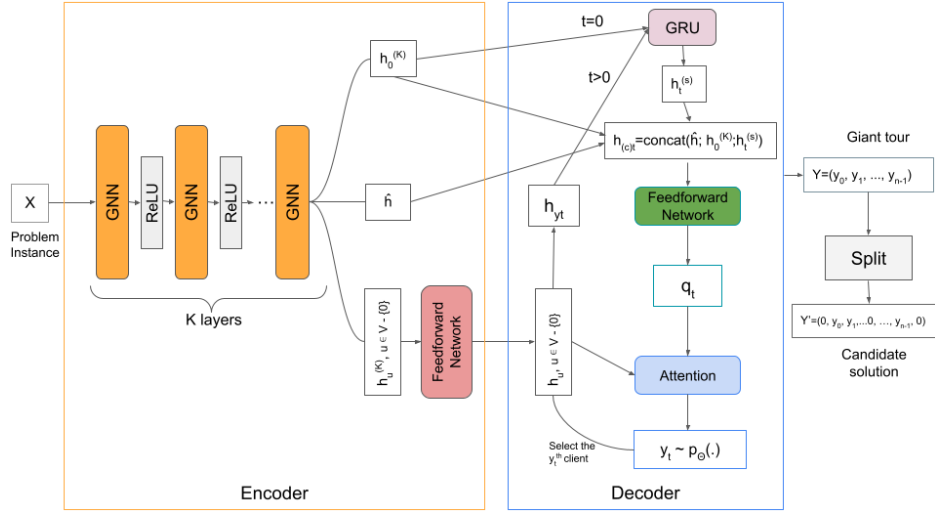 X
Problem
Instance
GNN
ReLU
GNN
ReLU
...
GNN
K layers
h₀⁽ᴷ⁾
ĥ
hᵤ⁽ᴷ⁾, u ∈ V - {0}
Feedforward
Network
Encoder
t=0
t>0
GRU
hₜ⁽ˢ⁾
h₍c₎ₜ=concat(ĥ; h₀⁽ᴷ⁾;hₜ⁽ˢ⁾)
Feedforward
Network
h_yt
qₜ
hᵤ, u ∈ V - {0}
Attention
Select the
yₜᵗʰ client
yₜ ~ p_Θ(.)
Decoder
Giant tour
Y=(y₀, y₁, ..., yₙ₋₁)
Split
Y'=(0, y₀, y₁,...0, ..., yₙ₋₁, 0)
Candidate
solution